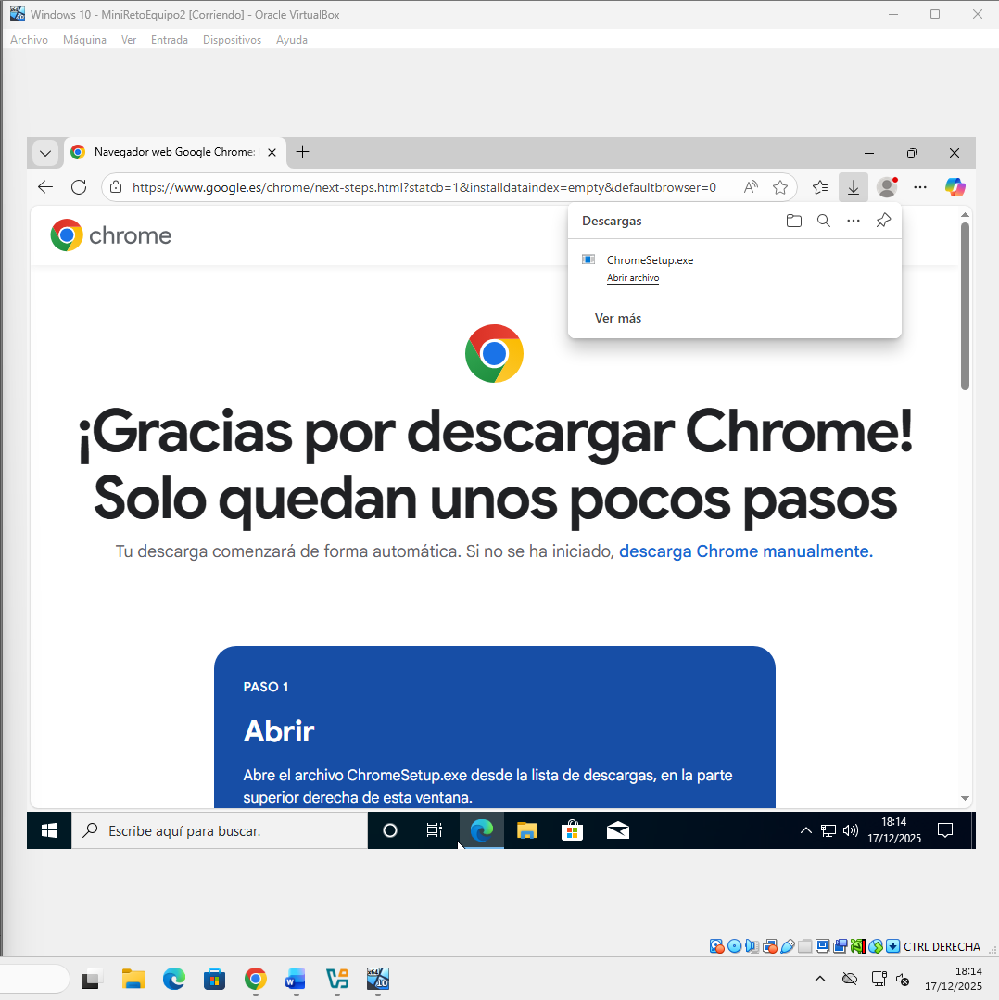 Windows 10 - MiniRetoEquipo2 [Corriendo] - Oracle VirtualBox
Archivo Máquina Ver Entrada Dispositivos Ayuda
Navegador web Google Chrome:
https://www.google.es/chrome/next-steps.html?statcb=1&installdataindex=empty&defaultbrowser=0
chrome
Descargas
ChromeSetup.exe
Abrir archivo
Ver más
¡Gracias por descargar Chrome!
Solo quedan unos pocos pasos
Tu descarga comenzará de forma automática. Si no se ha iniciado, descarga Chrome manualmente.
PASO 1
Abrir
Abre el archivo ChromeSetup.exe desde la lista de descargas, en la parte
superior derecha de esta ventana.
Escribe aquí para buscar.
18:14
17/12/2025
CTRL DERECHA
18:14
17/12/2025